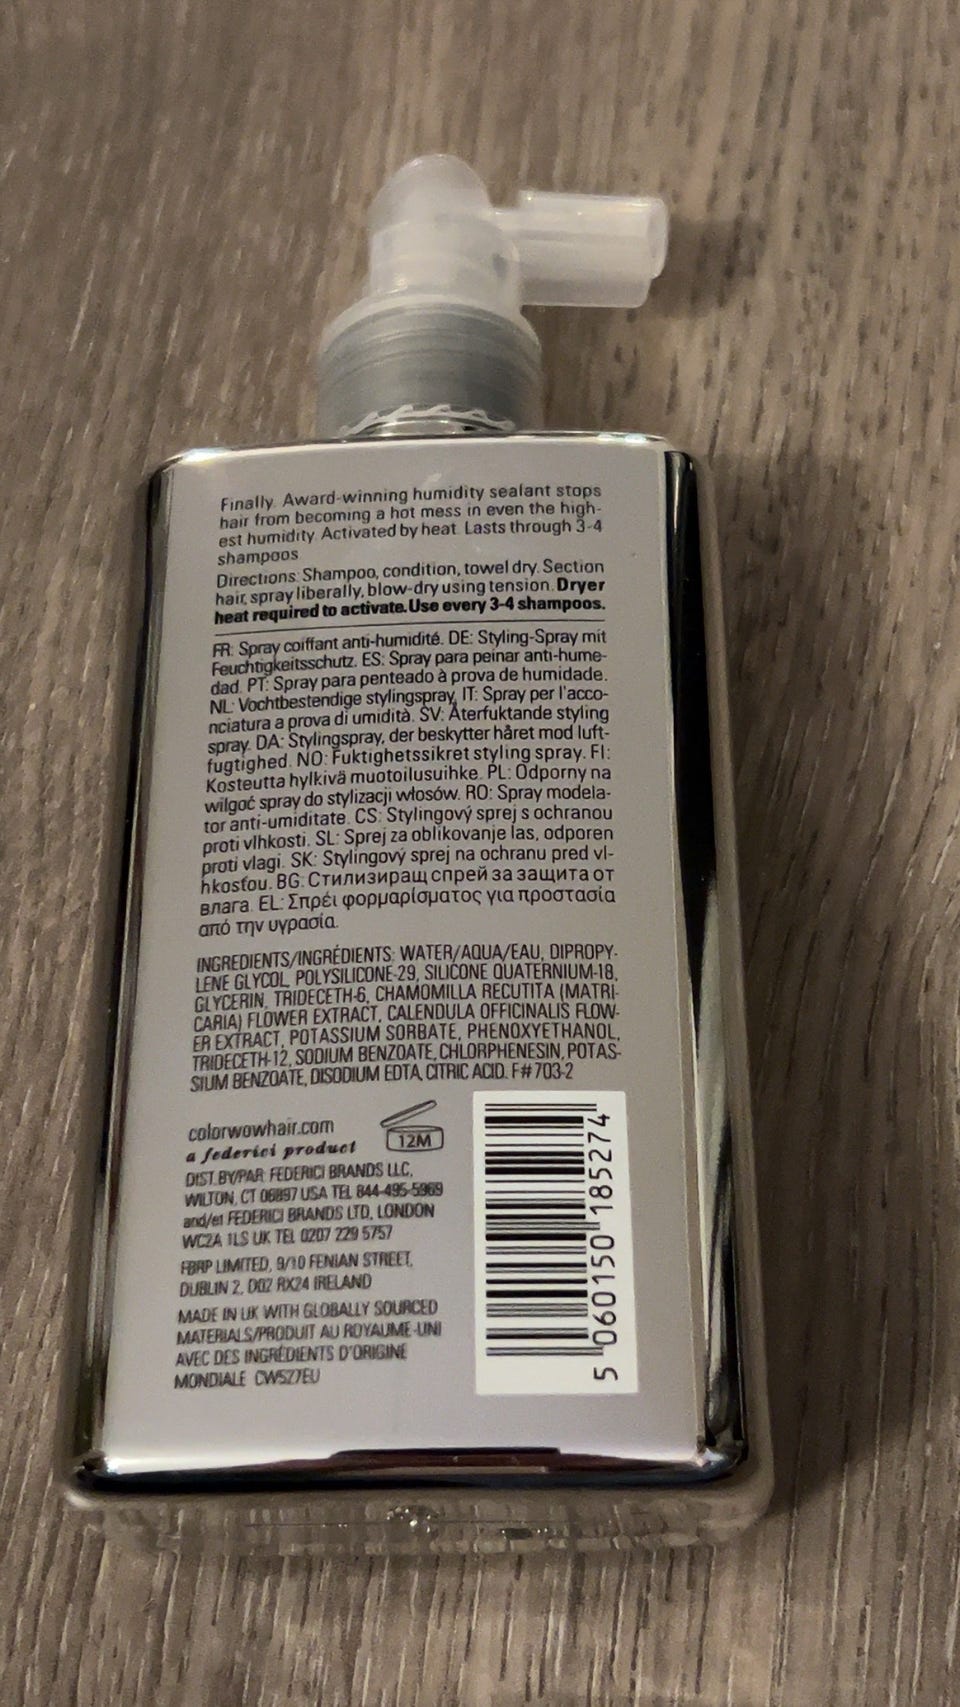 Finally. Award-winning humidity sealant stops
hair from becoming a hot mess in even the high-
est humidity. Activated by heat. Lasts through 3-4
shampoos
Directions: Shampoo, condition, towel dry. Section
hair, spray liberally, blow-dry using tension. Dryer
heat required to activate. Use every 3-4 shampoos.
FR: Spray coiffant anti-humidité. DE: Styling-Spray mit
Feuchtigkeitsschutz. ES: Spray para peinar anti-hume-
dad. PT: Spray para penteado à prova de humidade.
NL: Vochtbestendige stylingspray. IT: Spray per l'acco-
nciatura a prova di umidità. SV: Återfuktande styling
spray. DA: Stylingspray, der beskytter håret mod luft-
fugtighed. NO: Fuktighetssikret styling spray. FI:
Kosteutta hylkivä muotoilusuihke. PL: Odporny na
wilgoć spray do stylizacji włosów. RO: Spray modela-
tor anti-umiditate. CS: Stylingový sprej s ochranou
proti vlhkosti. SL: Sprej za oblikovanje las, odporen
proti vlagi. SK: Stylingový sprej na ochranu pred vl-
hkosťou. BG: Стилизиращ спрей за защита от
влага. EL: Σπρέι φορμαρίσματος για προστασία
από την υγρασία.
INGREDIENTS/INGRÉDIENTS: WATER/AQUA/EAU, DIPROPY-
LENE GLYCOL, POLYSILICONE-29, SILICONE QUATERNIUM-18,
GLYCERIN, TRIDECETH-6, CHAMOMILLA RECUTITA (MATRI-
CARIA) FLOWER EXTRACT, CALENDULA OFFICINALIS FLOW-
ER EXTRACT, POTASSIUM SORBATE, PHENOXYETHANOL,
TRIDECETH-12, SODIUM BENZOATE, CHLORPHENESIN, POTAS-
SIUM BENZOATE, DISODIUM EDTA, CITRIC ACID. F# 703-2
colorwowhair.com
a federici product
12M
DIST. BY/PAR: FEDERICI BRANDS LLC,
WILTON, CT 06897 USA TEL 844-495-5969
and/et FEDERICI BRANDS LTD, LONDON
WC2A 1LS UK TEL 0207 229 5757
FBRP LIMITED, 9/10 FENIAN STREET,
DUBLIN 2, D02 RX24 IRELAND
MADE IN UK WITH GLOBALLY SOURCED
MATERIALS/PRODUIT AU ROYAUME-UNI
AVEC DES INGRÉDIENTS D'ORIGINE
MONDIALE CW527EU
5 060150 185274